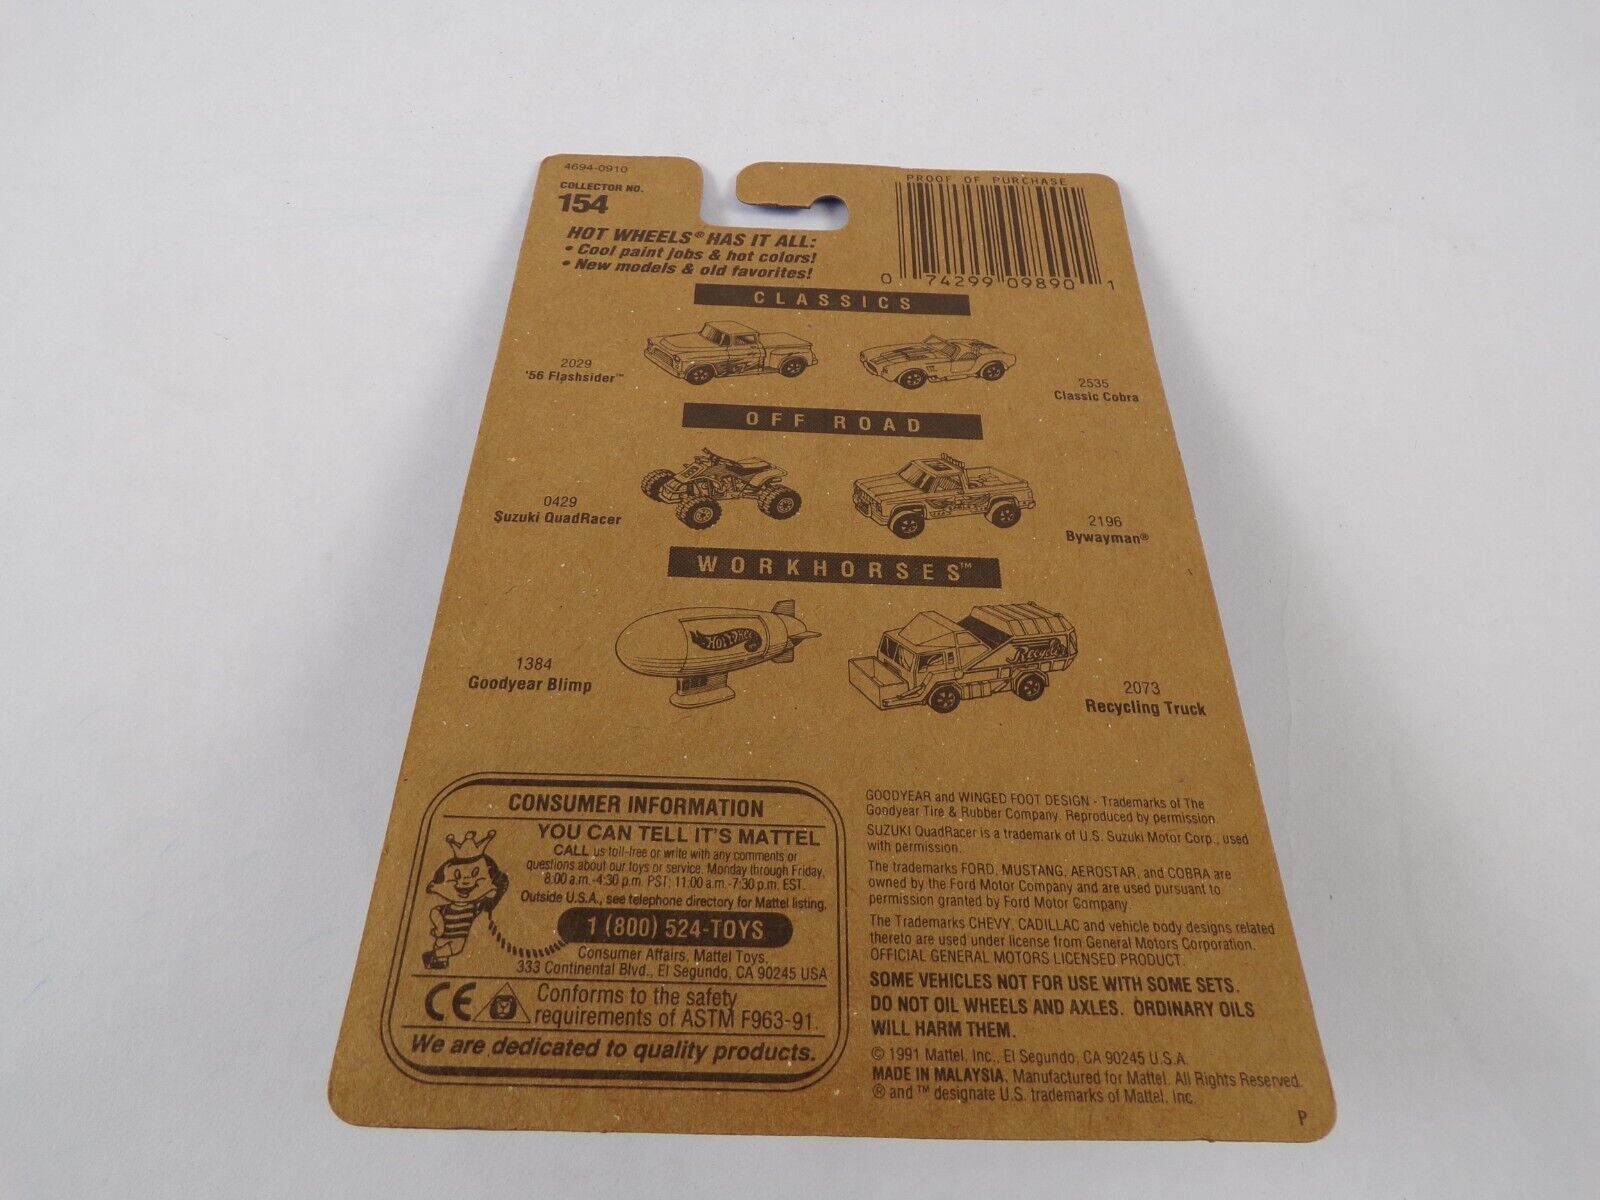 4694-0910
COLLECTOR NO.
154
HOT WHEELS® HAS IT ALL:
• Cool paint jobs & hot colors!
• New models & old favorites!
PROOF OF PURCHASE
0 74299 09890 1
CLASSICS
2029
'56 Flashsider™
2535
Classic Cobra
OFF ROAD
0429
Suzuki QuadRacer
2196
Bywayman®
WORKHORSES™
Hot Wheels
1384
Goodyear Blimp
Recycler
2073
Recycling Truck
CONSUMER INFORMATION
YOU CAN TELL IT'S MATTEL
CALL us toll-free or write with any comments or
questions about our toys or service. Monday through Friday,
8:00 a.m.-4:30 p.m. PST; 11:00 a.m.-7:30 p.m. EST.
Outside U.S.A., see telephone directory for Mattel listing.
1 (800) 524-TOYS
Consumer Affairs, Mattel Toys,
333 Continental Blvd., El Segundo, CA 90245 USA
CE Conforms to the safety
requirements of ASTM F963-91.
We are dedicated to quality products.
GOODYEAR and WINGED FOOT DESIGN - Trademarks of The
Goodyear Tire & Rubber Company. Reproduced by permission.
SUZUKI QuadRacer is a trademark of U.S. Suzuki Motor Corp., used
with permission.
The trademarks FORD, MUSTANG, AEROSTAR, and COBRA are
owned by the Ford Motor Company and are used pursuant to
permission granted by Ford Motor Company.
The Trademarks CHEVY, CADILLAC and vehicle body designs related
thereto are used under license from General Motors Corporation.
OFFICIAL GENERAL MOTORS LICENSED PRODUCT.
SOME VEHICLES NOT FOR USE WITH SOME SETS.
DO NOT OIL WHEELS AND AXLES. ORDINARY OILS
WILL HARM THEM.
© 1991 Mattel, Inc., El Segundo, CA 90245 U.S.A.
MADE IN MALAYSIA. Manufactured for Mattel. All Rights Reserved.
® and ™ designate U.S. trademarks of Mattel, Inc.
P